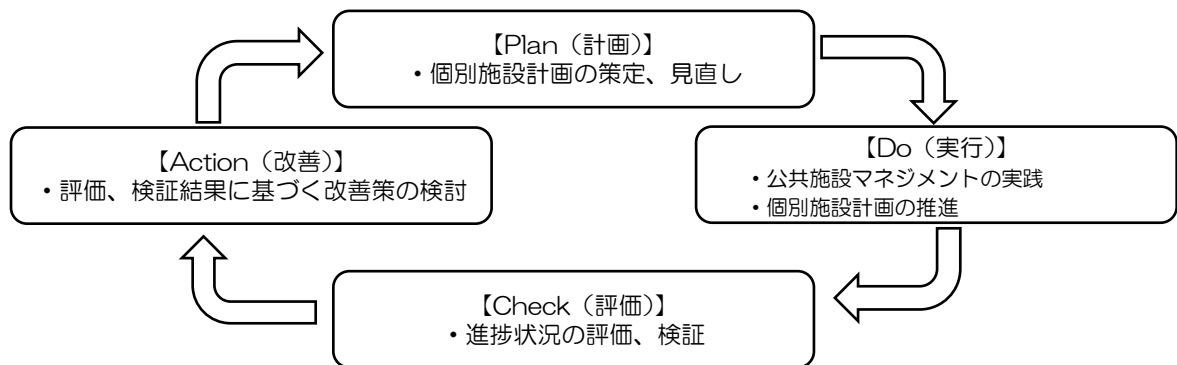 【Plan（計画）】
・個別施設計画の策定、見直し
【Do（実行）】
・公共施設マネジメントの実践
・個別施設計画の推進
【Check（評価）】
・進捗状況の評価、検証
【Action（改善）】
・評価、検証結果に基づく改善策の検討